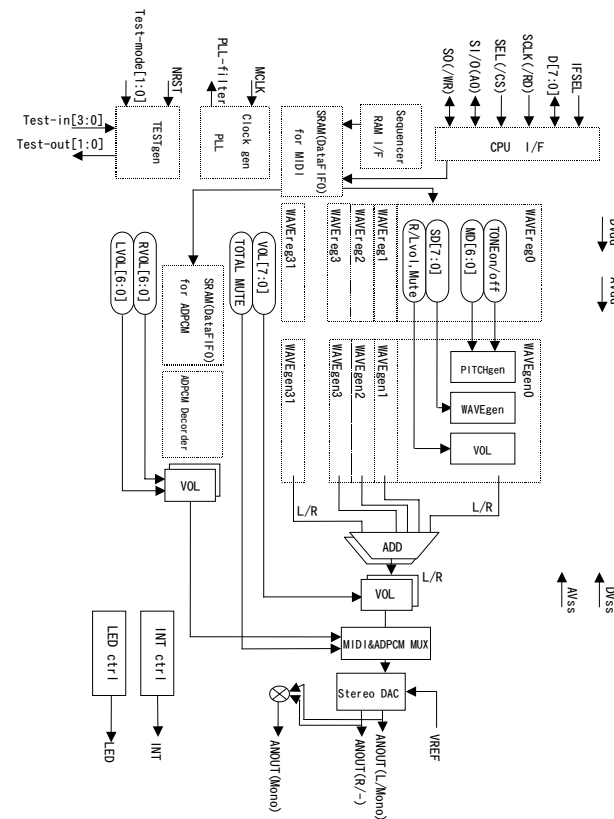 Test-mode[1:0]
NRST
PLL-filter
MCLK
SO(/WR)
SI/O(A0)
SEL(/CS)
SCLK(/RD)
D[7:0]
IFSEL
Test-in[3:0]
Test-out[1:0]
TESTgen
Clock gen
PLL
SRAM(DataFIFO)
for MIDI
Sequencer
RAM I/F
CPU I/F
LVOL[6:0]
RVOL[6:0]
SRAM(DataFIFO)
for ADPCM
TOTAL MUTE
VOL[7:0]
WAVEreg31
WAVEreg3
WAVEreg2
WAVEreg1
WAVEreg0
R/Lvol.Mute
SD[7:0]
MD[6:0]
TONEon/off
DVdd
AVdd
ADPCM Decorder
WAVEgen31
WAVEgen3
WAVEgen2
WAVEgen1
WAVEgen0
PITCHgen
WAVEgen
VOL
VOL
L/R
L/R
ADD
L/R
VOL
MIDI&ADPCM MUX
Stereo DAC
AVss
DVss
LED ctrl
INT ctrl
LED
INT
ANOUT(Mono)
ANOUT(R/-)
ANOUT(L/Mono)
VREF